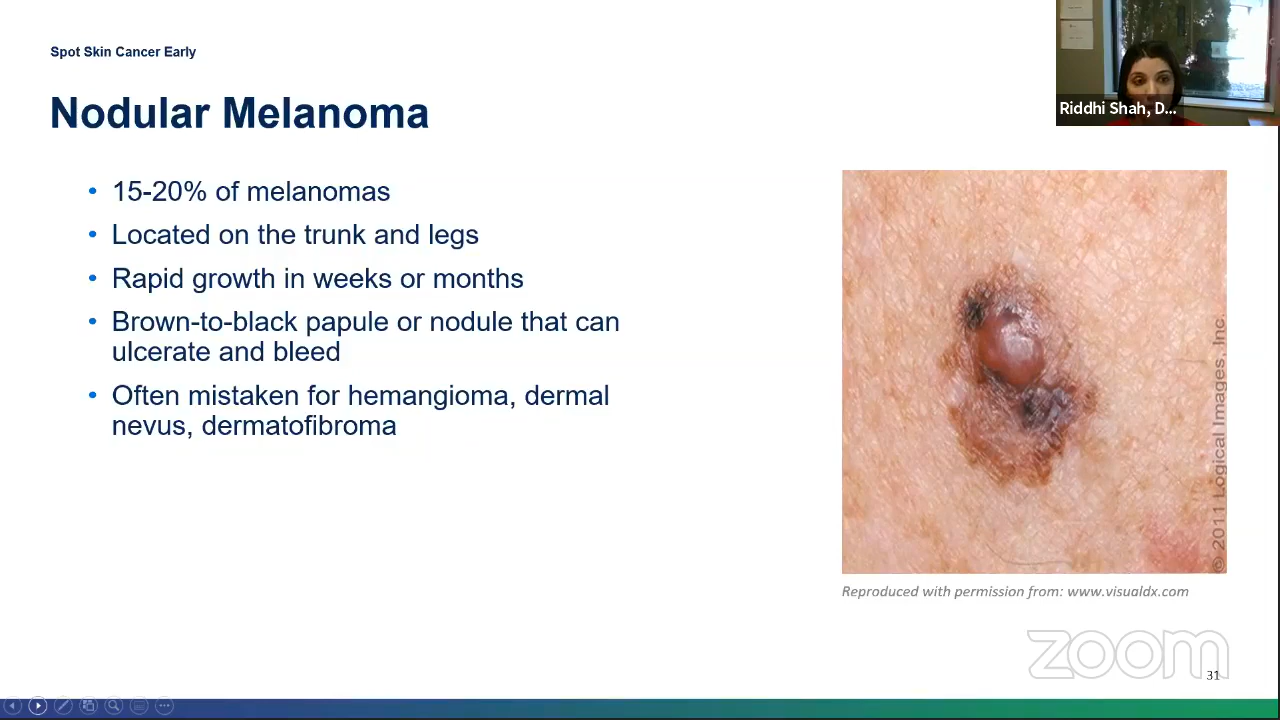 Spot Skin Cancer Early
Nodular Melanoma
• 15-20% of melanomas
• Located on the trunk and legs
• Rapid growth in weeks or months
• Brown-to-black papule or nodule that can
ulcerate and bleed
• Often mistaken for hemangioma, dermal
nevus, dermatofibroma
Riddhi Shah, D...
© 2011 Logical Images, Inc.
Reproduced with permission from: www.visualdx.com
zoom
31